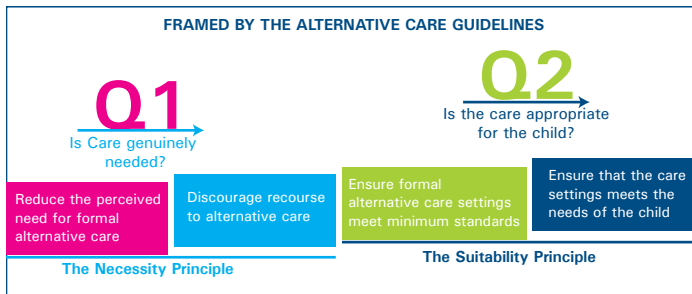 FRAMED BY THE ALTERNATIVE CARE GUIDELINES
Q1
Is Care genuinely
needed?
Q2
Is the care appropriate
for the child?
Reduce the perceived
need for formal
alternative care
Discourage recourse
to alternative care
Ensure formal
alternative care settings
meet minimum standards
Ensure that the care
settings meets the
needs of the child
The Necessity Principle
The Suitability Principle